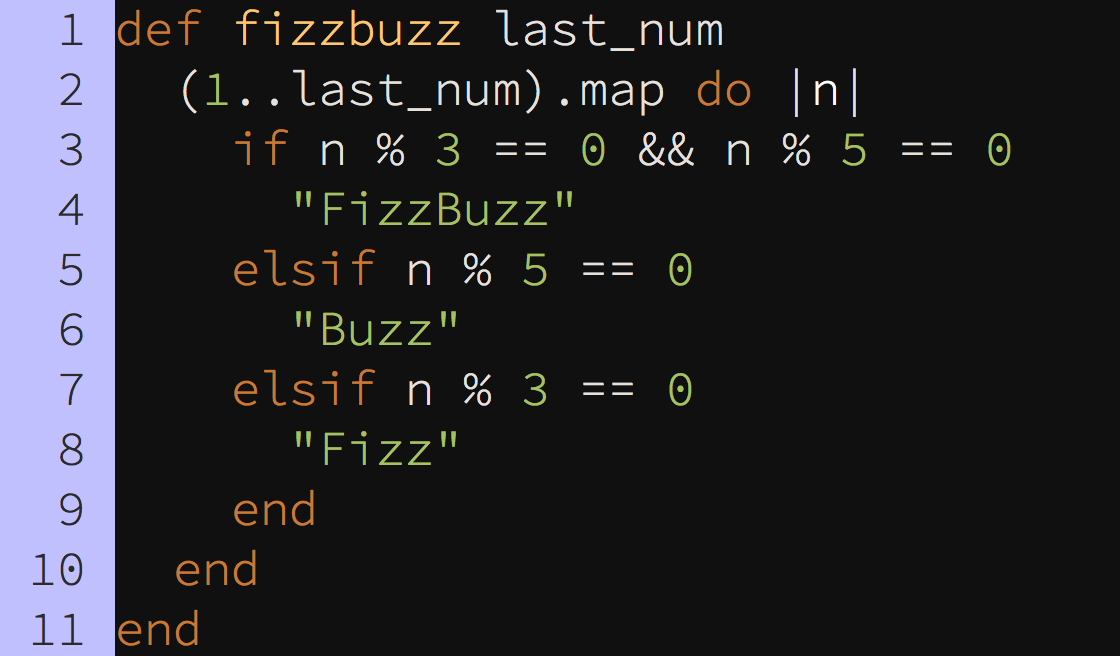 1 def fizzbuzz last_num
2   (1..last_num).map do |n|
3     if n % 3 == 0 && n % 5 == 0
4       "FizzBuzz"
5     elsif n % 5 == 0
6       "Buzz"
7     elsif n % 3 == 0
8       "Fizz"
9     end
10   end
11 end